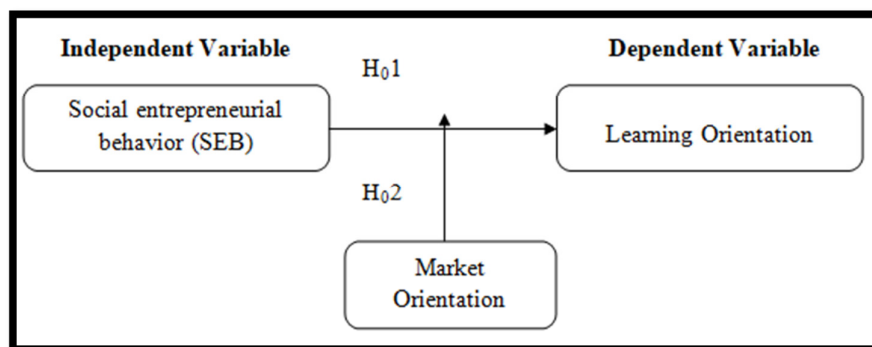 Independent Variable
Dependent Variable
H₀1
Social entrepreneurial
behavior (SEB)
Learning Orientation
H₀2
Market
Orientation